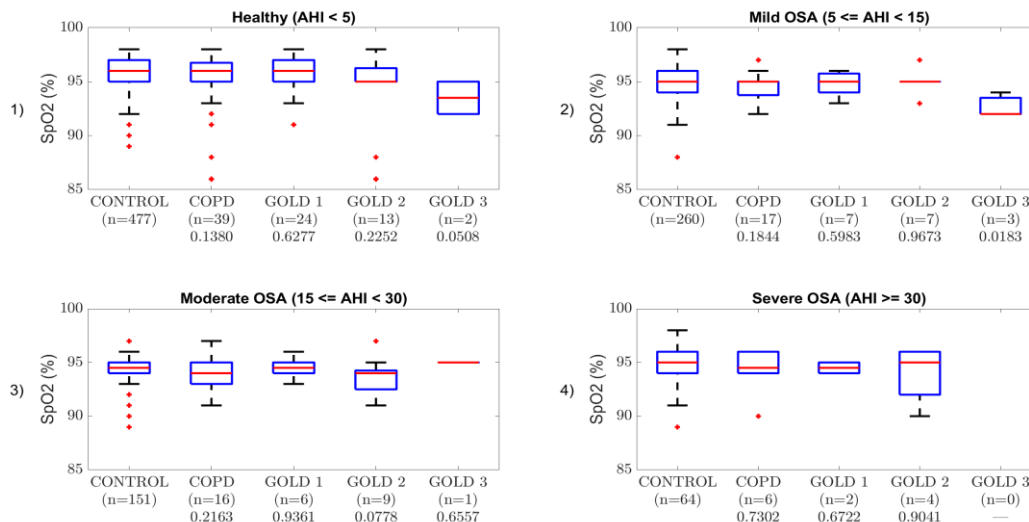 1)
Healthy (AHI < 5)
SpO2 (%)
100
95
90
85
CONTROL COPD GOLD 1 GOLD 2 GOLD 3
(n=477) (n=39) (n=24) (n=13) (n=2)
0.1380 0.6277 0.2252 0.0508
2)
Mild OSA (5 <= AHI < 15)
SpO2 (%)
100
95
90
85
CONTROL COPD GOLD 1 GOLD 2 GOLD 3
(n=260) (n=17) (n=7) (n=7) (n=3)
0.1844 0.5983 0.9673 0.0183
3)
Moderate OSA (15 <= AHI < 30)
SpO2 (%)
100
95
90
85
CONTROL COPD GOLD 1 GOLD 2 GOLD 3
(n=151) (n=16) (n=6) (n=9) (n=1)
0.2163 0.9361 0.0778 0.6557
4)
Severe OSA (AHI >= 30)
SpO2 (%)
100
95
90
85
CONTROL COPD GOLD 1 GOLD 2 GOLD 3
(n=64) (n=6) (n=2) (n=4) (n=0)
0.7302 0.6722 0.9041 —